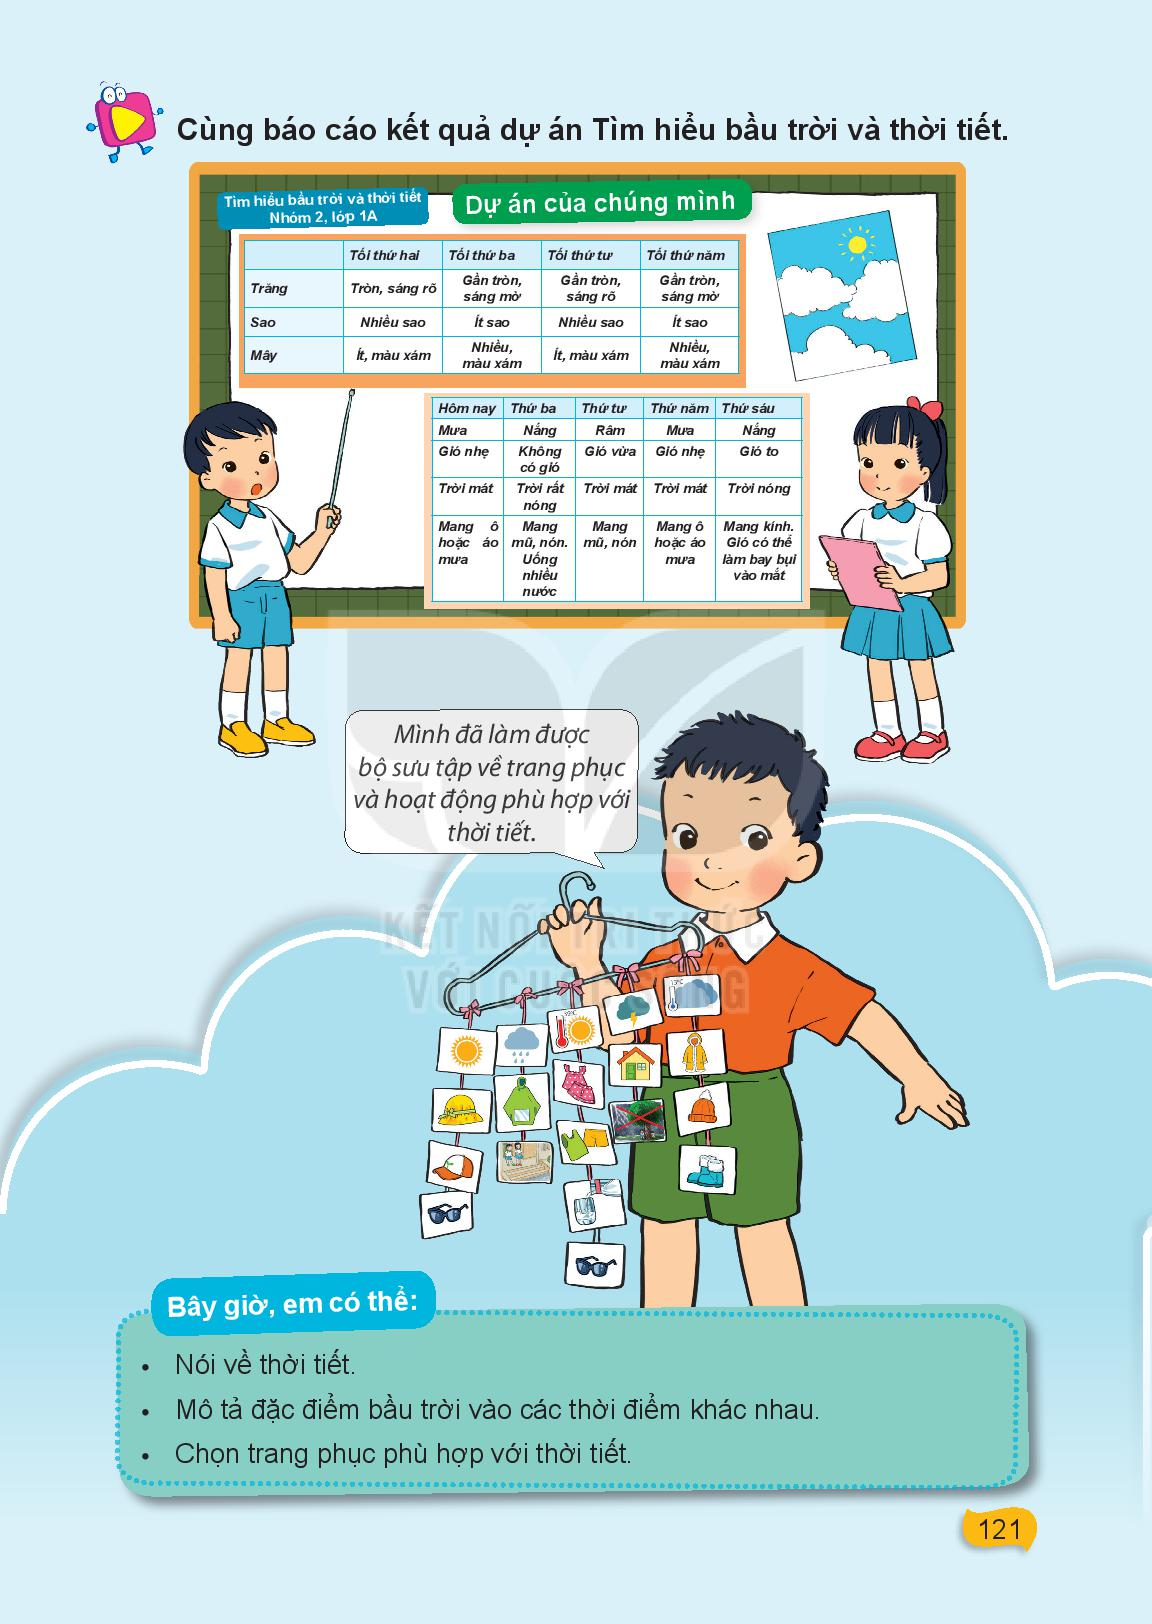 Cùng báo cáo kết quả dự án Tìm hiểu bầu trời và thời tiết.
Tìm hiểu bầu trời và thời tiết
Nhóm 2, lớp 1A
Dự án của chúng mình
Tối thứ hai Tối thứ ba Tối thứ tư Tối thứ năm
Trăng Tròn, sáng rõ Gần tròn, sáng mờ Gần tròn, sáng rõ Gần tròn, sáng mờ
Sao Nhiều sao Ít sao Nhiều sao Ít sao
Mây Ít, màu xám Nhiều, màu xám Ít, màu xám Nhiều, màu xám
Hôm nay Thứ ba Thứ tư Thứ năm Thứ sáu
Mưa Nắng Râm Mưa Nắng
Gió nhẹ Không có gió Gió vừa Gió nhẹ Gió to
Trời mát Trời rất nóng Trời mát Trời mát Trời nóng
Mang ô hoặc áo mưa Mang mũ, nón. Uống nhiều nước Mang mũ, nón Mang ô hoặc áo mưa Mang kính. Gió có thể làm bay bụi vào mắt
Mình đã làm được
bộ sưu tập về trang phục
và hoạt động phù hợp với
thời tiết.
KẾT NỐI TRI THỨC
VỚI CUỘC SỐNG
Bây giờ, em có thể:
• Nói về thời tiết.
• Mô tả đặc điểm bầu trời vào các thời điểm khác nhau.
• Chọn trang phục phù hợp với thời tiết.
121